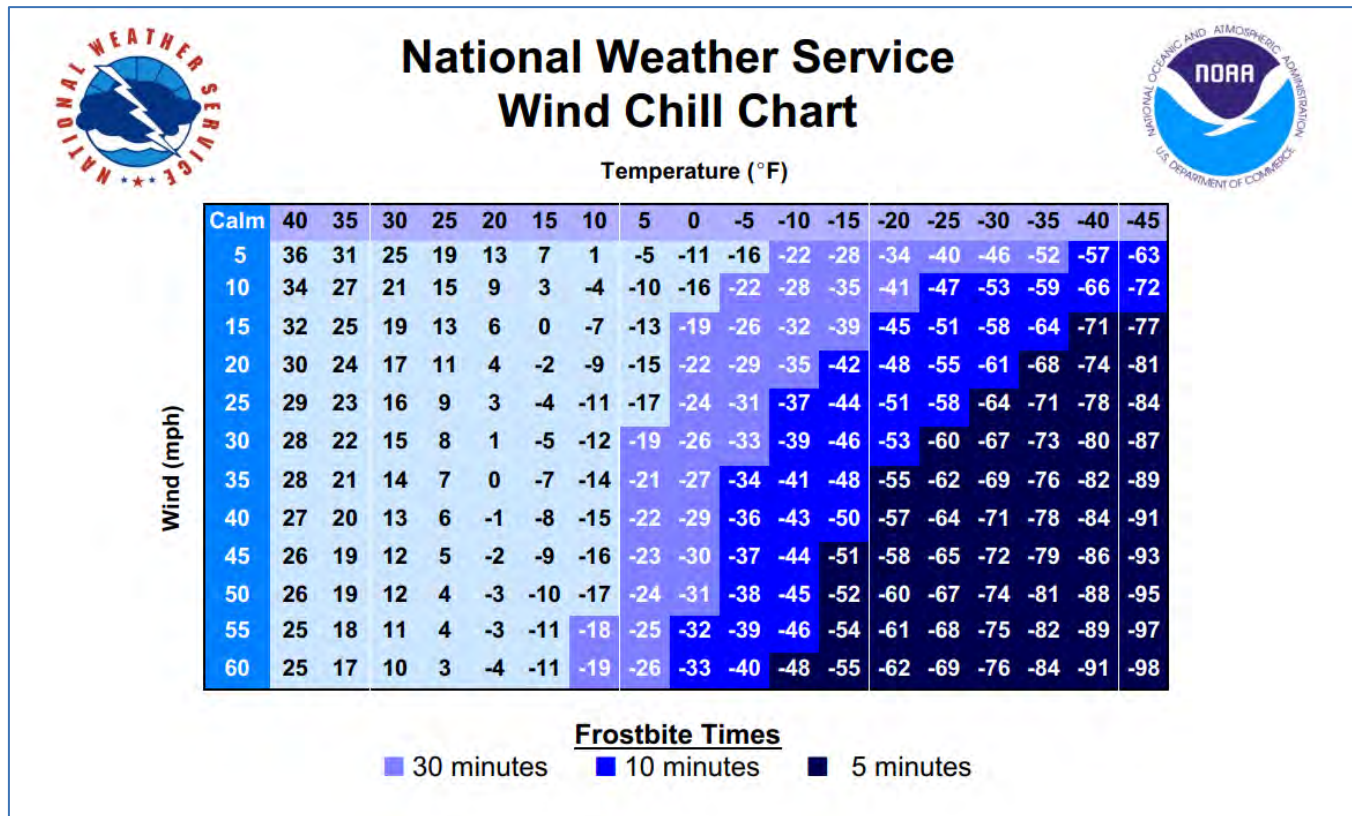 NATIONAL WEATHER SERVICE
National Weather Service
Wind Chill Chart
NATIONAL OCEANIC AND ATMOSPHERIC ADMINISTRATION
NOAA
U.S. DEPARTMENT OF COMMERCE
Temperature (°F)
Calm 40 35 30 25 20 15 10 5 0 -5 -10 -15 -20 -25 -30 -35 -40 -45
5 36 31 25 19 13 7 1 -5 -11 -16 -22 -28 -34 -40 -46 -52 -57 -63
10 34 27 21 15 9 3 -4 -10 -16 -22 -28 -35 -41 -47 -53 -59 -66 -72
15 32 25 19 13 6 0 -7 -13 -19 -26 -32 -39 -45 -51 -58 -64 -71 -77
20 30 24 17 11 4 -2 -9 -15 -22 -29 -35 -42 -48 -55 -61 -68 -74 -81
25 29 23 16 9 3 -4 -11 -17 -24 -31 -37 -44 -51 -58 -64 -71 -78 -84
30 28 22 15 8 1 -5 -12 -19 -26 -33 -39 -46 -53 -60 -67 -73 -80 -87
35 28 21 14 7 0 -7 -14 -21 -27 -34 -41 -48 -55 -62 -69 -76 -82 -89
40 27 20 13 6 -1 -8 -15 -22 -29 -36 -43 -50 -57 -64 -71 -78 -84 -91
45 26 19 12 5 -2 -9 -16 -23 -30 -37 -44 -51 -58 -65 -72 -79 -86 -93
50 26 19 12 4 -3 -10 -17 -24 -31 -38 -45 -52 -60 -67 -74 -81 -88 -95
55 25 18 11 4 -3 -11 -18 -25 -32 -39 -46 -54 -61 -68 -75 -82 -89 -97
60 25 17 10 3 -4 -11 -19 -26 -33 -40 -48 -55 -62 -69 -76 -84 -91 -98
Wind (mph)
Frostbite Times
30 minutes 10 minutes 5 minutes